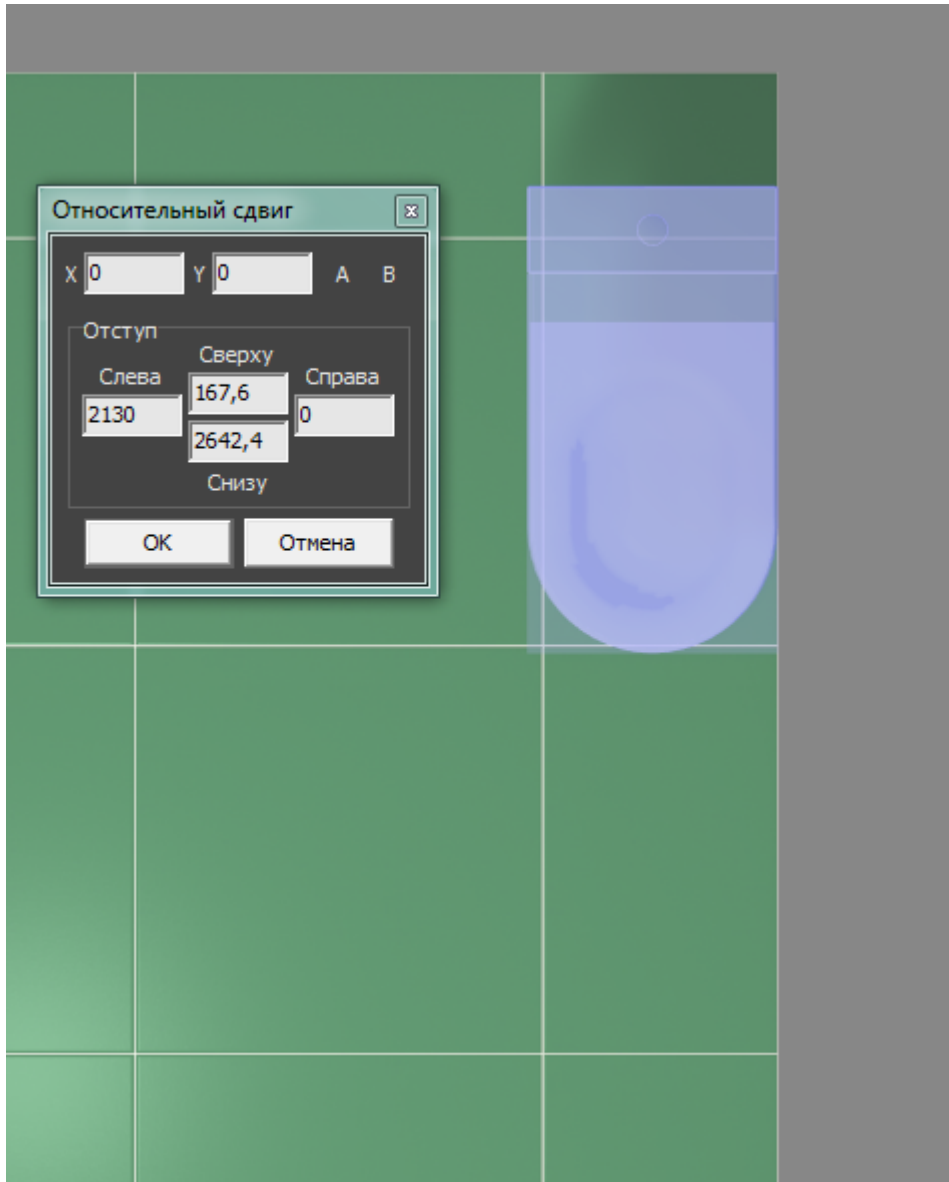 Относительный сдвиг
X 0 Y 0 A B
Отступ
Сверху
Слева Справа
167,6
2130 0
2642,4
Снизу
OK Отмена